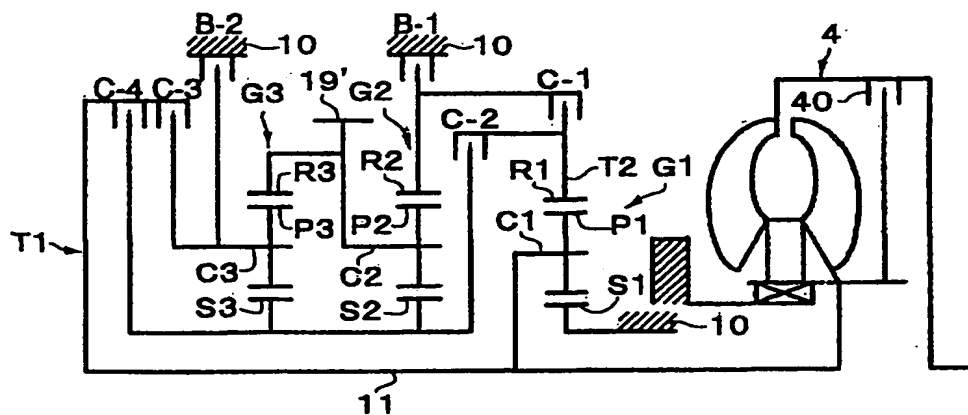 B-2 B-1 4
10 10
19'
C-4 C-3 G3 G2 C-1 40
C-2
R3 R2 R1 T2 G1
P3 P2 C1 P1
T1
C3 C2
S3 S2 S1
10
11